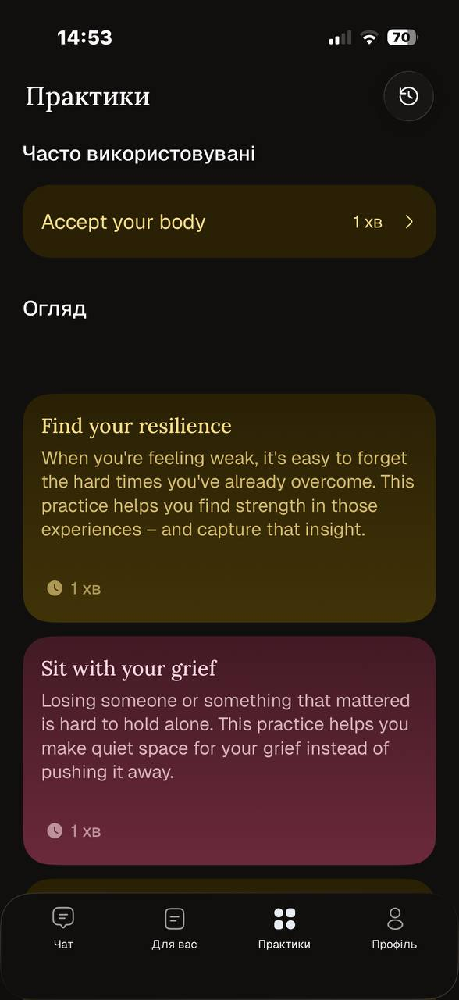 14:53
70
Практики
Часто використовувані
Accept your body
1 хв
Огляд
Find your resilience
When you're feeling weak, it's easy to forget
the hard times you've already overcome. This
practice helps you find strength in those
experiences – and capture that insight.
1 хв
Sit with your grief
Losing someone or something that mattered
is hard to hold alone. This practice helps you
make quiet space for your grief instead of
pushing it away.
1 хв
Чат
Для вас
Практики
Профіль